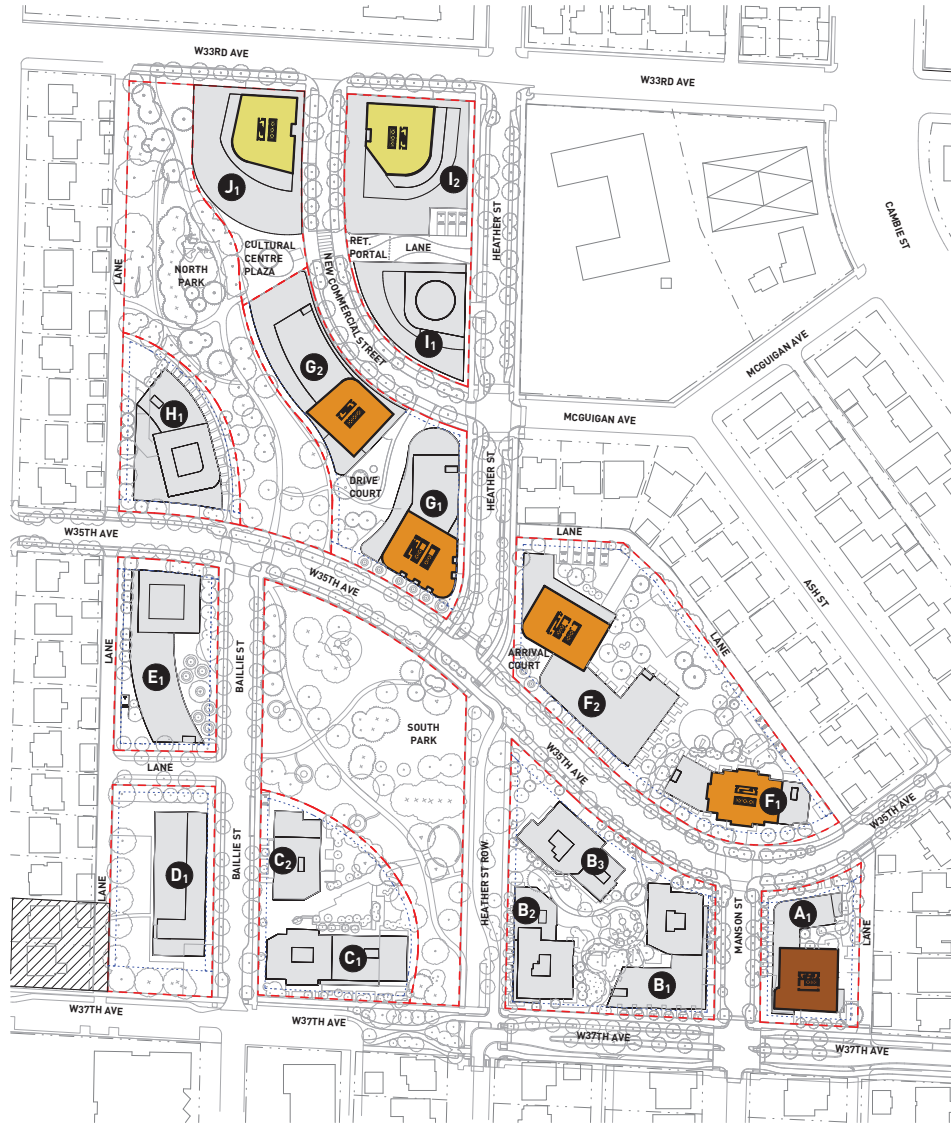 W33RD AVE
W33RD AVE
J1
I2
HEATHER ST
CAMBIE ST
CULTURAL
CENTRE
PLAZA
RET.
PORTAL
LANE
NORTH
PARK
LANE
NEW COMMERCIAL STREET
I1
G2
MCGUIGAN AVE
MCGUIGAN AVE
H1
DRIVE
COURT
G1
HEATHER ST
W35TH AVE
LANE
W35TH AVE
ASH ST
LANE
ARRIVAL
COURT
LANE
E1
BAILLIE ST
F2
SOUTH
PARK
W35TH AVE
LANE
F1
W35TH AVE
C2
B3
BAILLIE ST
D1
LANE
HEATHER ST ROW
B2
MANSON ST
A1
LANE
C1
B1
W37TH AVE
W37TH AVE
W37TH AVE
W37TH AVE